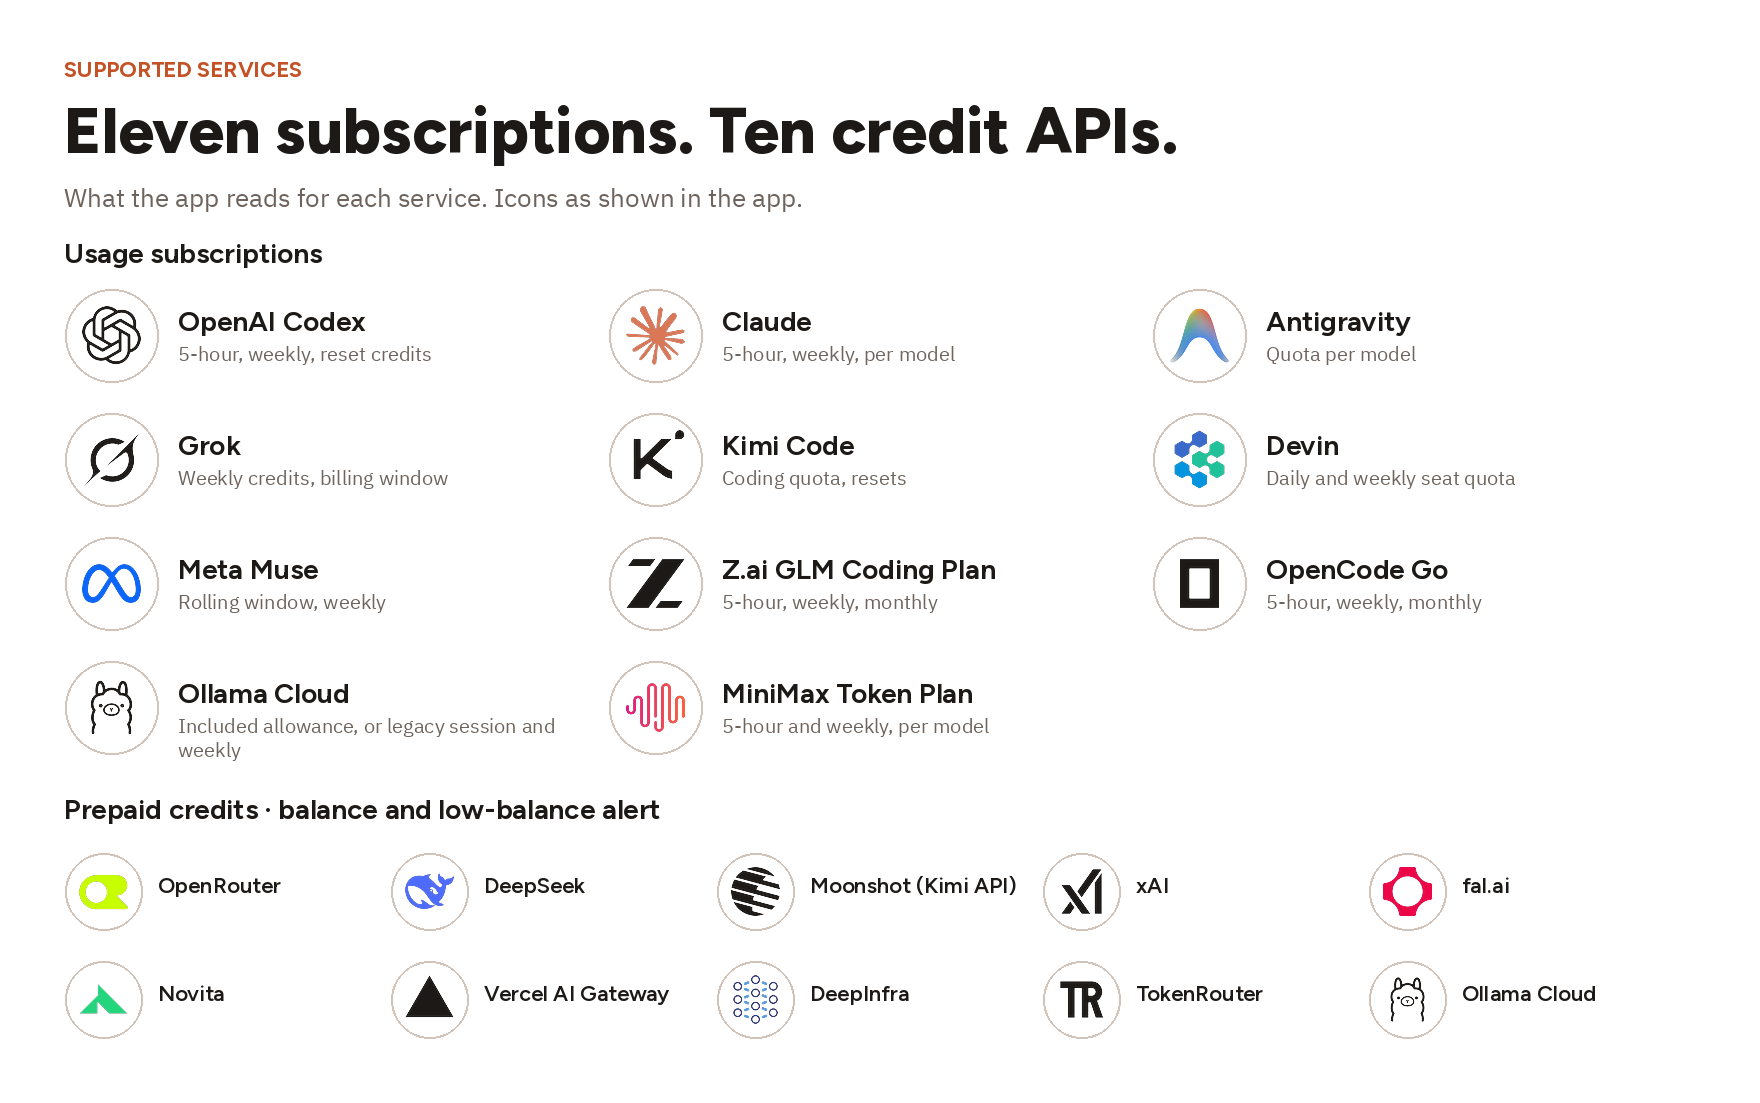 SUPPORTED SERVICES
Eleven subscriptions. Ten credit APIs.
What the app reads for each service. Icons as shown in the app.
Usage subscriptions
OpenAI Codex
5-hour, weekly, reset credits
Claude
5-hour, weekly, per model
Antigravity
Quota per model
Grok
Weekly credits, billing window
Kimi Code
Coding quota, resets
Devin
Daily and weekly seat quota
Meta Muse
Rolling window, weekly
Z.ai GLM Coding Plan
5-hour, weekly, monthly
OpenCode Go
5-hour, weekly, monthly
Ollama Cloud
Included allowance, or legacy session and
weekly
MiniMax Token Plan
5-hour and weekly, per model
Prepaid credits · balance and low-balance alert
OpenRouter
DeepSeek
Moonshot (Kimi API)
xAI
fal.ai
Novita
Vercel AI Gateway
DeepInfra
TR
TokenRouter
Ollama Cloud